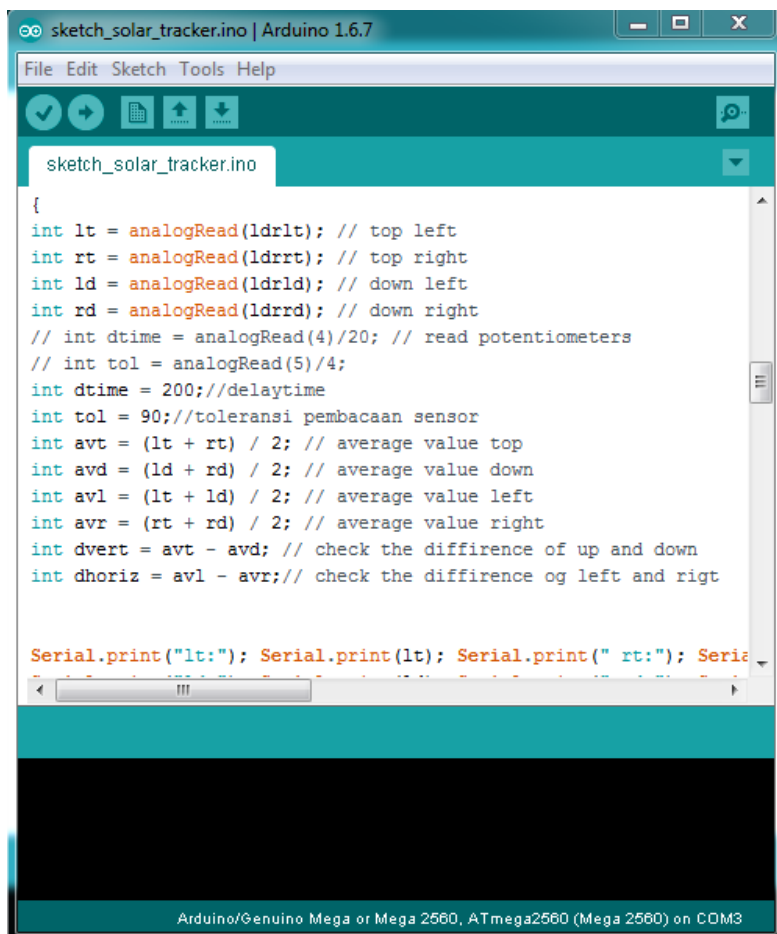 sketch_solar_tracker.ino | Arduino 1.6.7
File Edit Sketch Tools Help
sketch_solar_tracker.ino
{
int lt = analogRead(ldrlt); // top left
int rt = analogRead(ldrrt); // top right
int ld = analogRead(ldrld); // down left
int rd = analogRead(ldrrd); // down right
// int dtime = analogRead(4)/20; // read potentiometers
// int tol = analogRead(5)/4;
int dtime = 200;//delaytime
int tol = 90;//toleransi pembacaan sensor
int avt = (lt + rt) / 2; // average value top
int avd = (ld + rd) / 2; // average value down
int avl = (lt + ld) / 2; // average value left
int avr = (rt + rd) / 2; // average value right
int dvert = avt - avd; // check the diffirence of up and down
int dhoriz = avl - avr;// check the diffirence og left and rigt
Serial.print("lt:"); Serial.print(lt); Serial.print(" rt:"); Seria
Arduino/Genuino Mega or Mega 2560, ATmega2560 (Mega 2560) on COM3